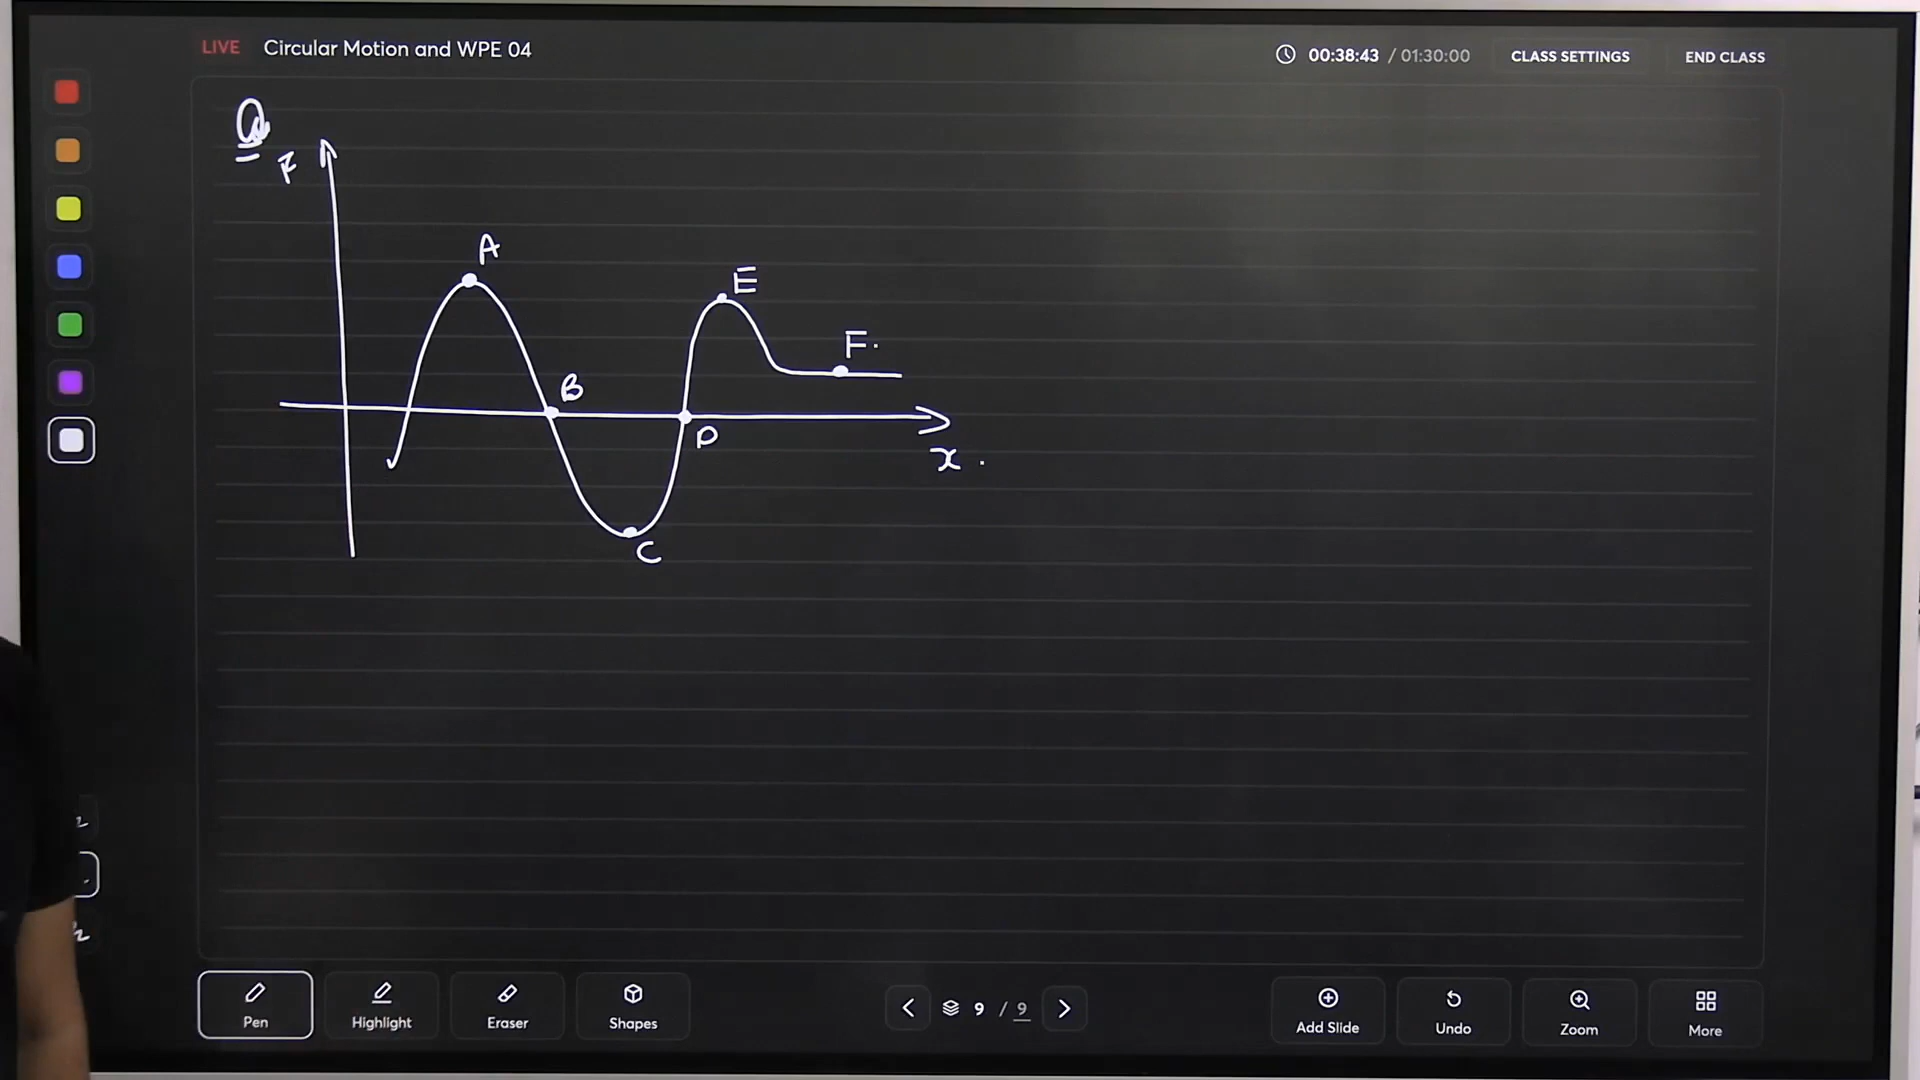 LIVE Circular Motion and WPE 04
00:38:43 / 01:30:00 CLASS SETTINGS END CLASS
Q
F
A
E
F.
B
D
x .
C
Pen
Highlight
Eraser
Shapes
9 / 9
Add Slide
Undo
Zoom
More